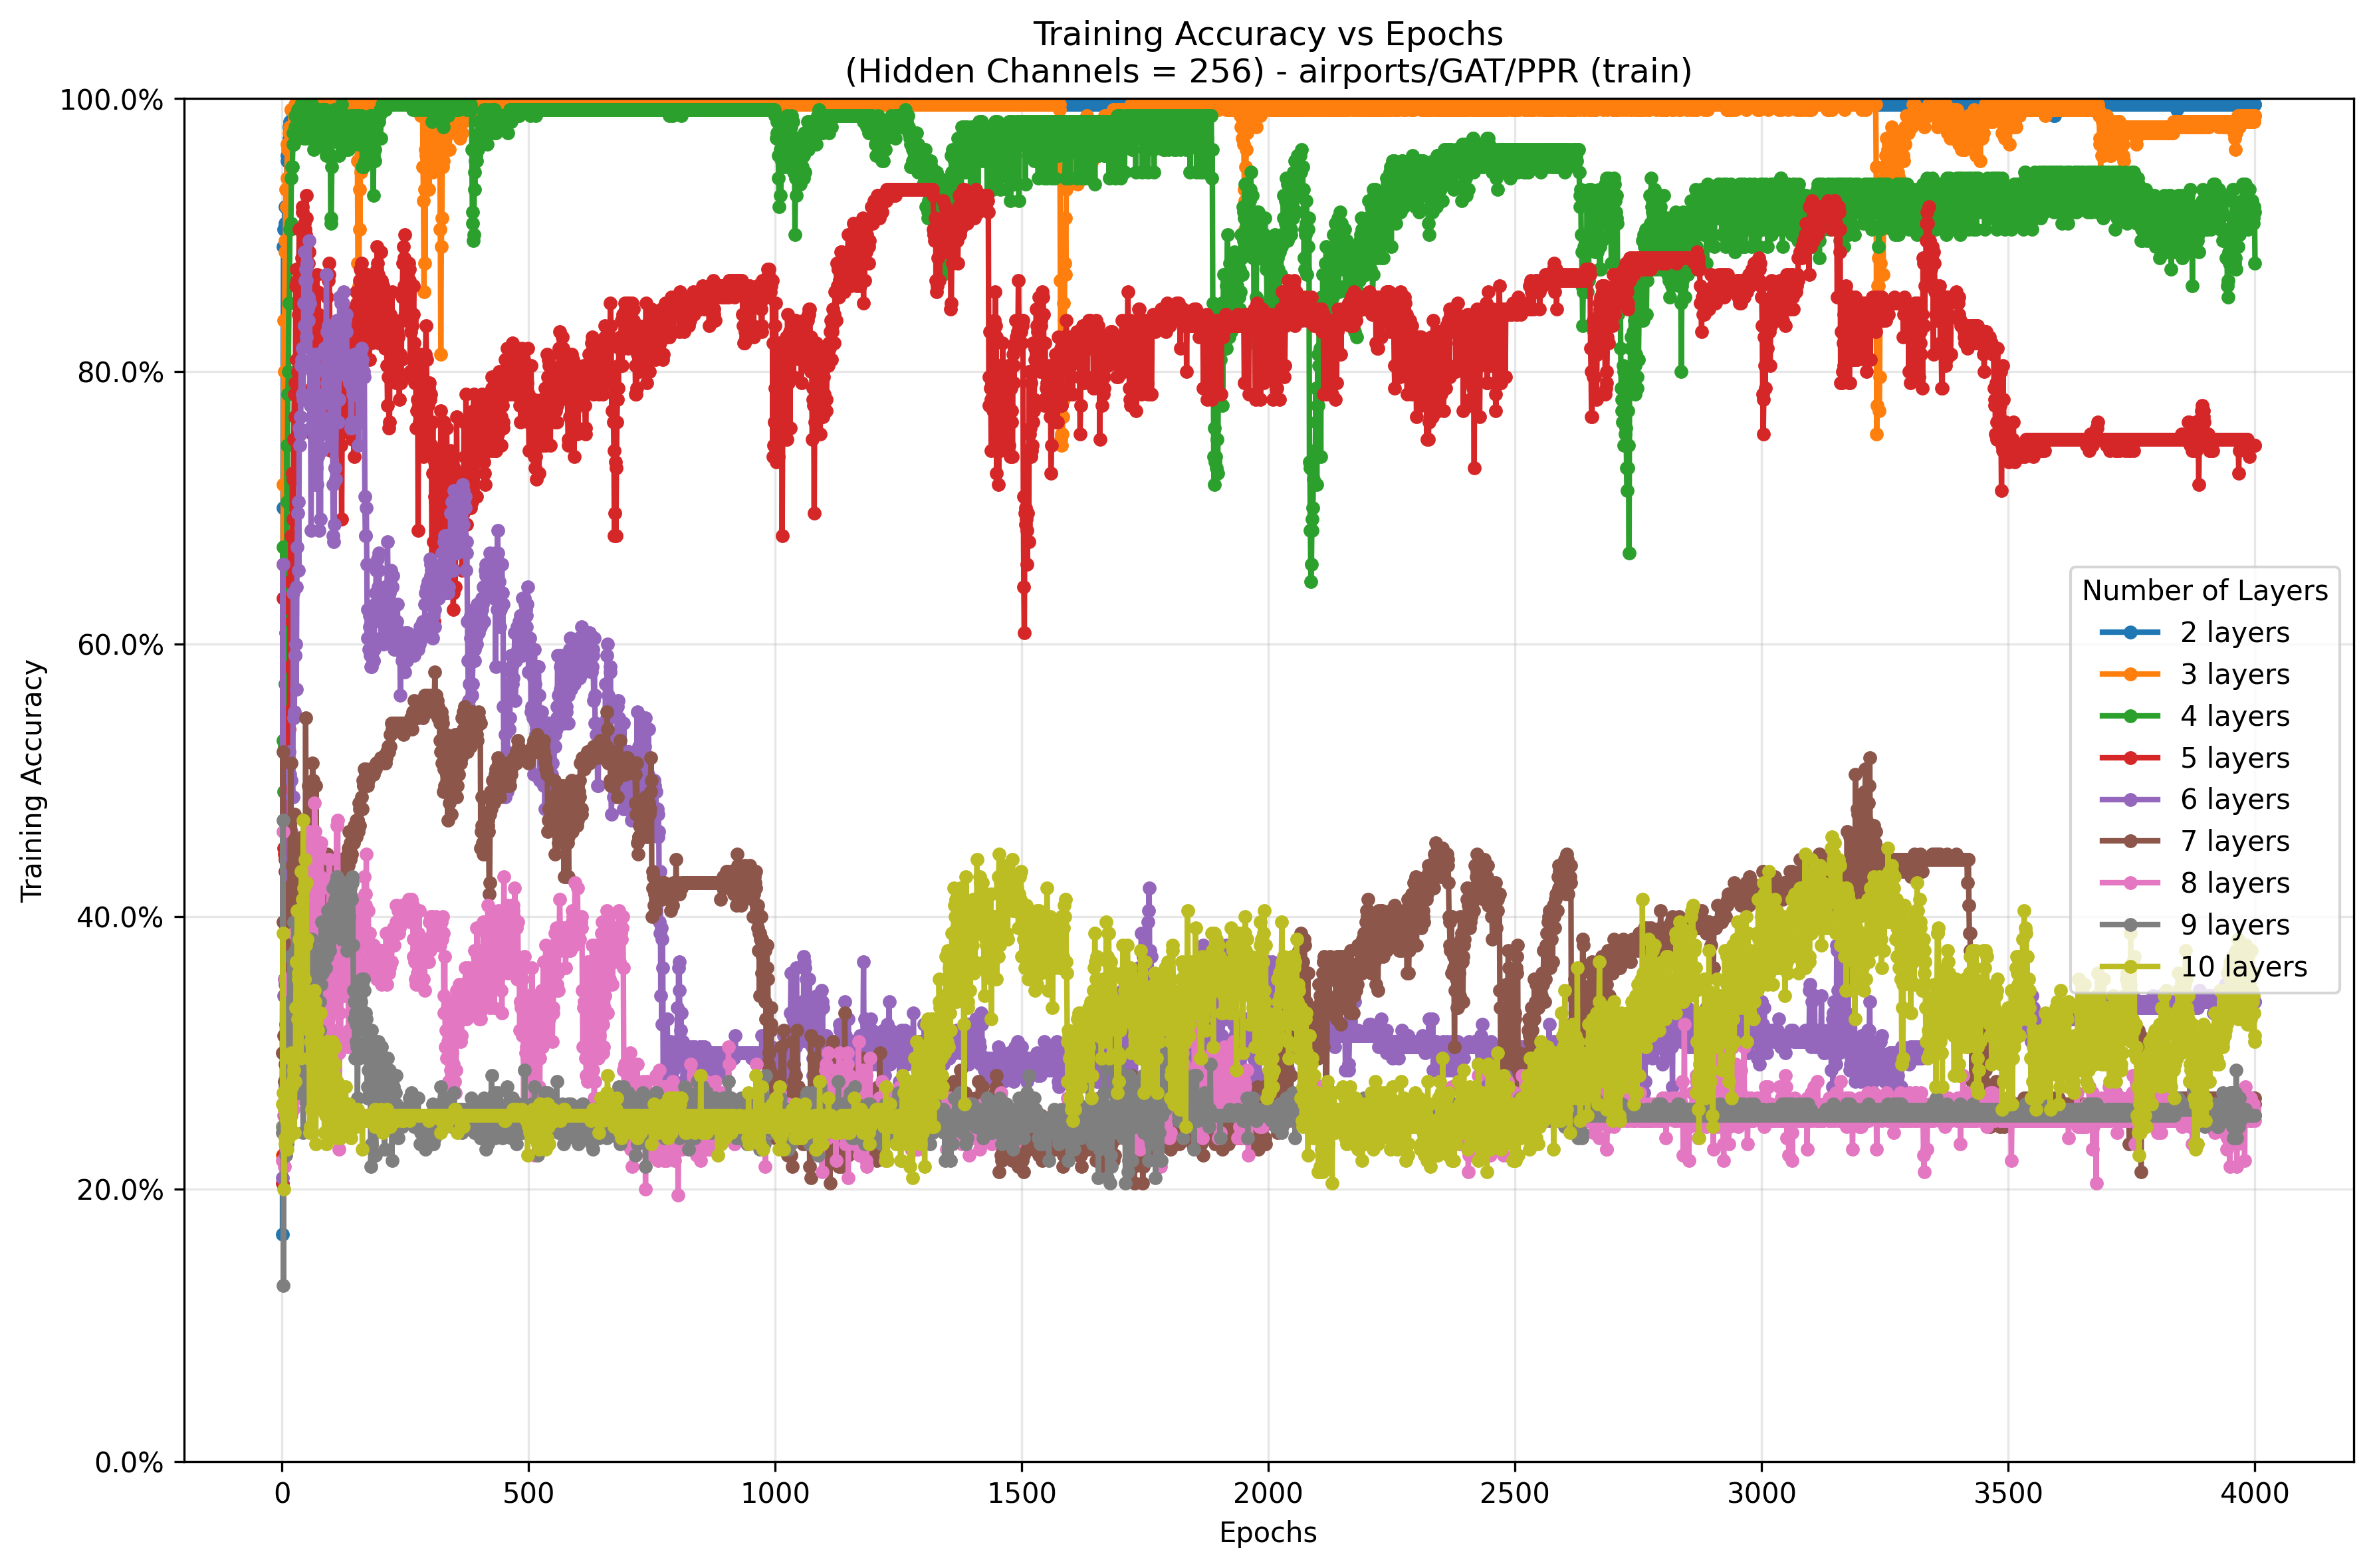 Training Accuracy vs Epochs
(Hidden Channels = 256) - airports/GAT/PPR (train)
100.0%
80.0%
60.0%
40.0%
20.0%
0.0%
Training Accuracy
Number of Layers
2 layers
3 layers
4 layers
5 layers
6 layers
7 layers
8 layers
9 layers
10 layers
0 500 1000 1500 2000 2500 3000 3500 4000
Epochs